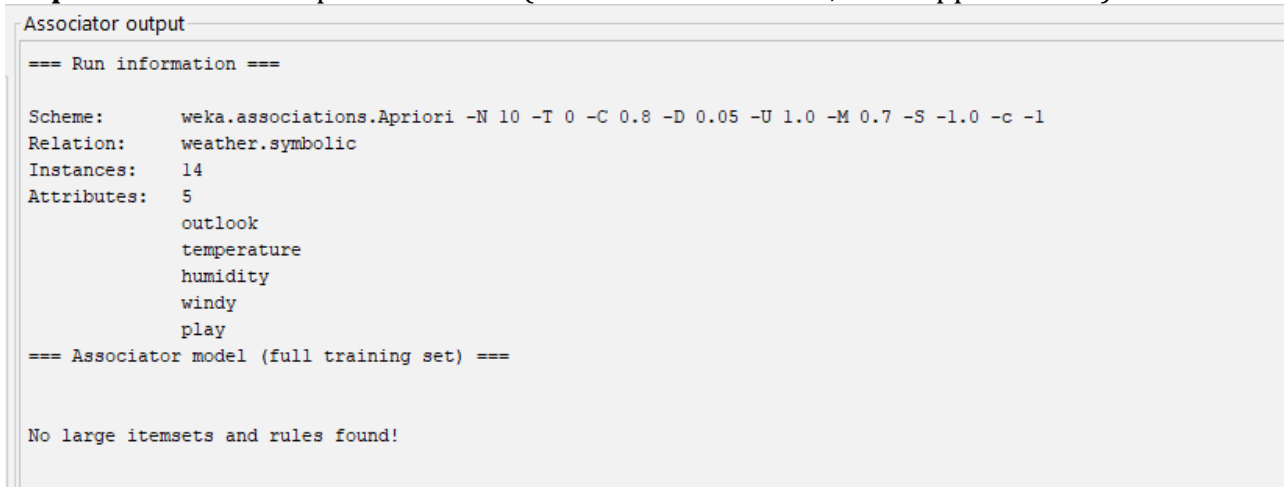 Associator output
=== Run information ===
Scheme: weka.associations.Apriori -N 10 -T 0 -C 0.8 -D 0.05 -U 1.0 -M 0.7 -S -1.0 -c -1
Relation: weather.symbolic
Instances: 14
Attributes: 5
outlook
temperature
humidity
windy
play
=== Associator model (full training set) ===
No large itemsets and rules found!